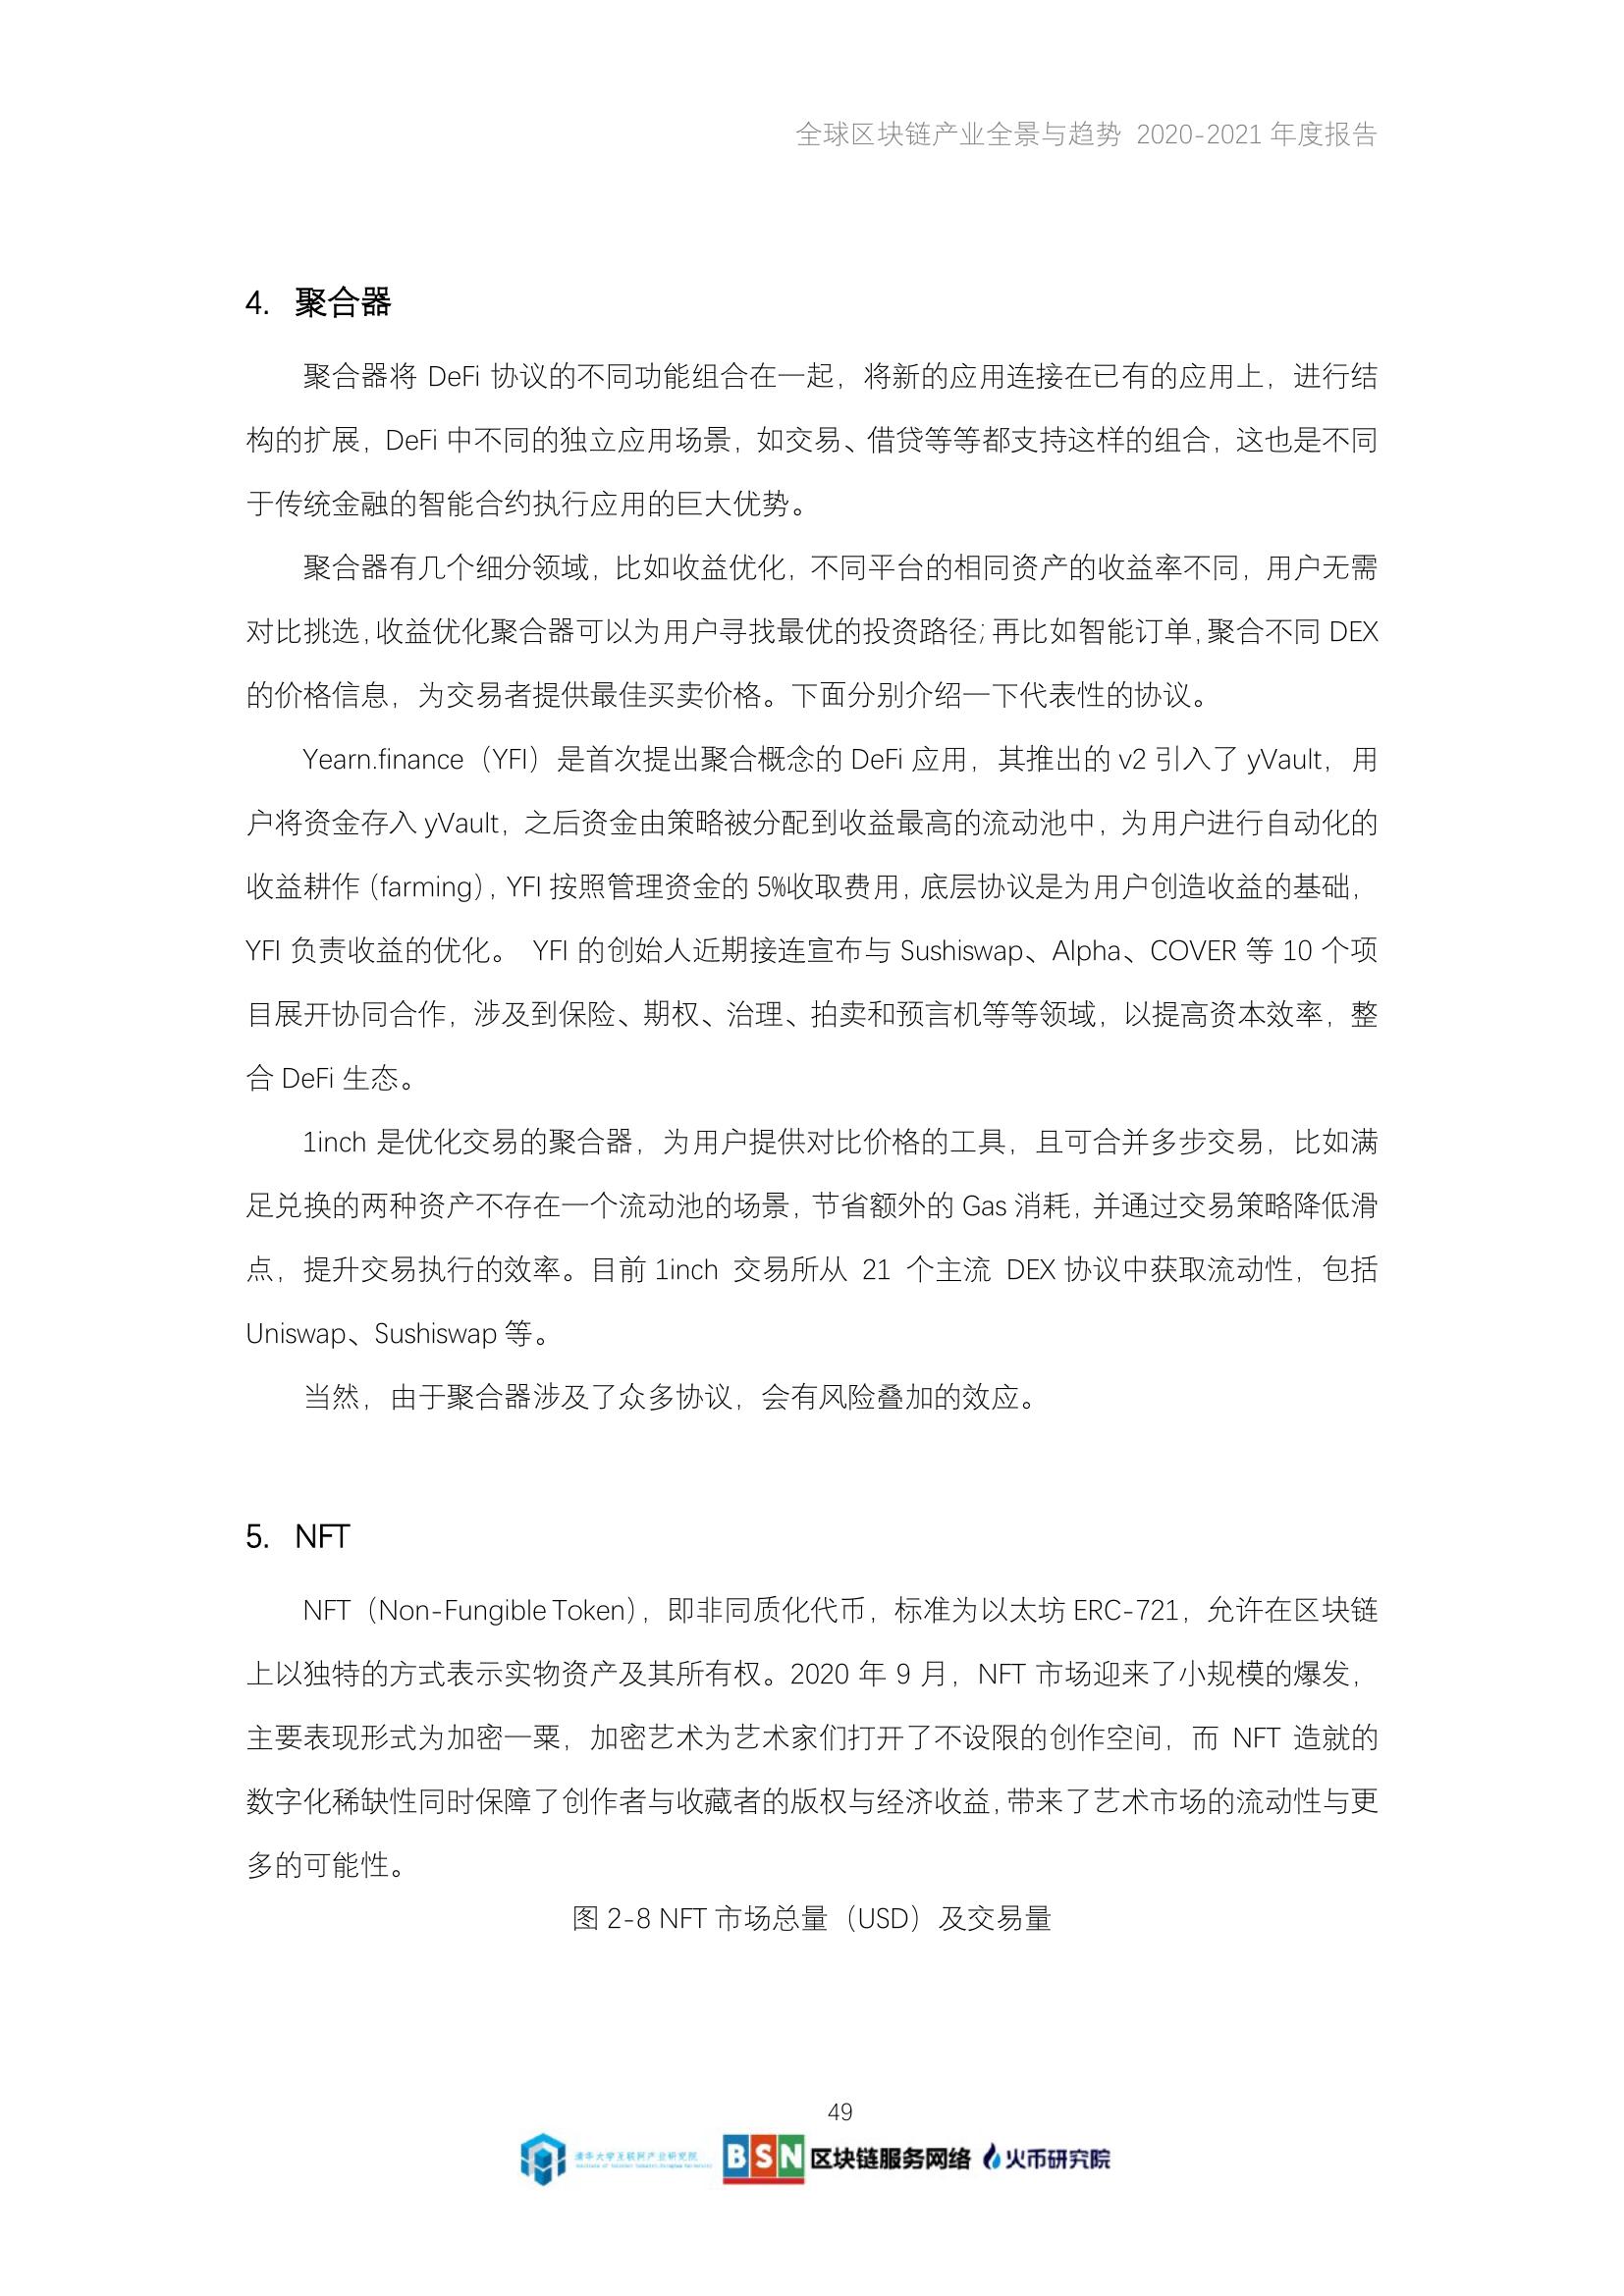 全球区块链产业全景与趋势 2020-2021 年度报告
4. 聚合器
聚合器将 DeFi 协议的不同功能组合在一起，将新的应用连接在已有的应用上，进行结
构的扩展，DeFi 中不同的独立应用场景，如交易、借贷等等都支持这样的组合，这也是不同
于传统金融的智能合约执行应用的巨大优势。
聚合器有几个细分领域，比如收益优化，不同平台的相同资产的收益率不同，用户无需
对比挑选，收益优化聚合器可以为用户寻找最优的投资路径；再比如智能订单，聚合不同 DEX
的价格信息，为交易者提供最佳买卖价格。下面分别介绍一下代表性的协议。
Yearn.finance（YFI）是首次提出聚合概念的 DeFi 应用，其推出的 v2 引入了 yVault，用
户将资金存入 yVault，之后资金由策略被分配到收益最高的流动池中，为用户进行自动化的
收益耕作（farming），YFI 按照管理资金的 5%收取费用，底层协议是为用户创造收益的基础，
YFI 负责收益的优化。 YFI 的创始人近期接连宣布与 Sushiswap、Alpha、COVER 等 10 个项
目展开协同合作，涉及到保险、期权、治理、拍卖和预言机等等领域，以提高资本效率，整
合 DeFi 生态。
1inch 是优化交易的聚合器，为用户提供对比价格的工具，且可合并多步交易，比如满
足兑换的两种资产不存在一个流动池的场景，节省额外的 Gas 消耗，并通过交易策略降低滑
点，提升交易执行的效率。目前 1inch 交易所从 21 个主流 DEX 协议中获取流动性，包括
Uniswap、Sushiswap 等。
当然，由于聚合器涉及了众多协议，会有风险叠加的效应。
5. NFT
NFT（Non-Fungible Token），即非同质化代币，标准为以太坊 ERC-721，允许在区块链
上以独特的方式表示实物资产及其所有权。2020 年 9 月，NFT 市场迎来了小规模的爆发，
主要表现形式为加密一粟，加密艺术为艺术家们打开了不设限的创作空间，而 NFT 造就的
数字化稀缺性同时保障了创作者与收藏者的版权与经济收益，带来了艺术市场的流动性与更
多的可能性。
图 2-8 NFT 市场总量（USD）及交易量
49
清华大学互联网产业研究院
BSN 区块链服务网络 火币研究院